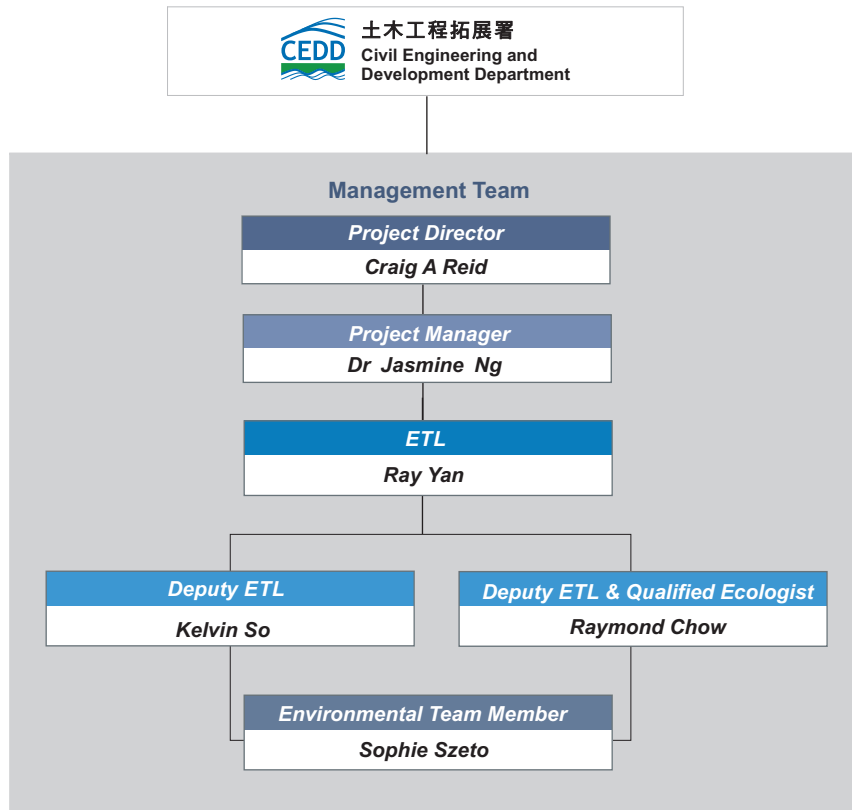 CEDD
土木工程拓展署
Civil Engineering and
Development Department
Management Team
Project Director
Craig A Reid
Project Manager
Dr Jasmine Ng
ETL
Ray Yan
Deputy ETL
Kelvin So
Deputy ETL & Qualified Ecologist
Raymond Chow
Environmental Team Member
Sophie Szeto